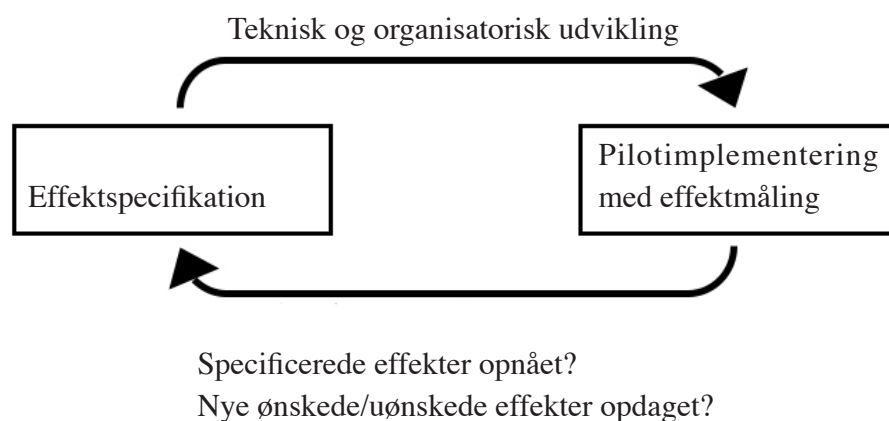 Teknisk og organisatorisk udvikling
Effektspecifikation
Pilotimplementering
med effektmåling
Specificerede effekter opnået?
Nye ønskede/uønskede effekter opdaget?